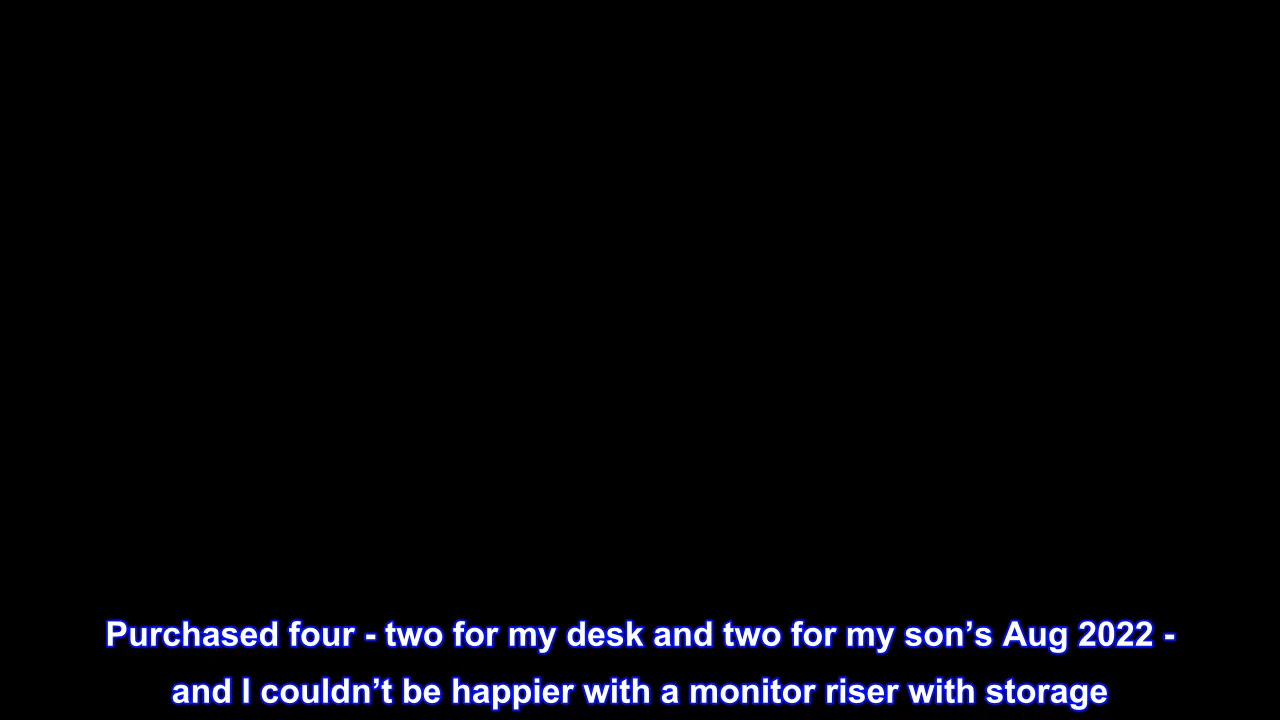 Purchased four - two for my desk and two for my son’s Aug 2022 -
and I couldn’t be happier with a monitor riser with storage